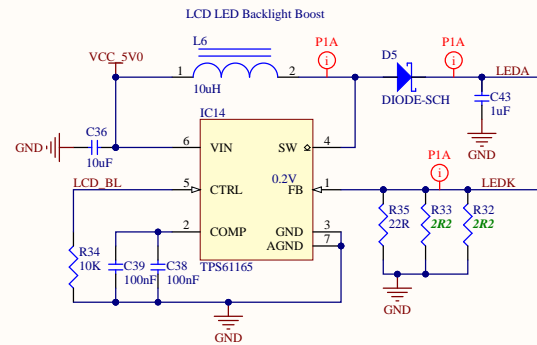 LCD LED Backlight Boost
VCC_5V0
L6
1
2
10uH
P1A
i
D5
DIODE-SCH
P1A
i
LEDA
C43
1uF
GND
IC14
GND
C36
10uF
6
VIN
SW
4
0.2V
LCD_BL
5
CTRL
FB
1
P1A
i
LEDK
2
COMP
GND
3
AGND
7
TPS61165
R34
10K
C39
100nF
C38
100nF
GND
R35
22R
R33
2R2
R32
2R2
GND